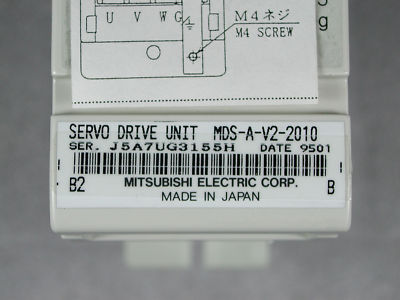 U V W G
M4ネジ
M4 SCREW
g
SERVO DRIVE UNIT MDS-A-V2-2010
SER. J5A7UG3155H DATE 9501
B2 MITSUBISHI ELECTRIC CORP. B
MADE IN JAPAN